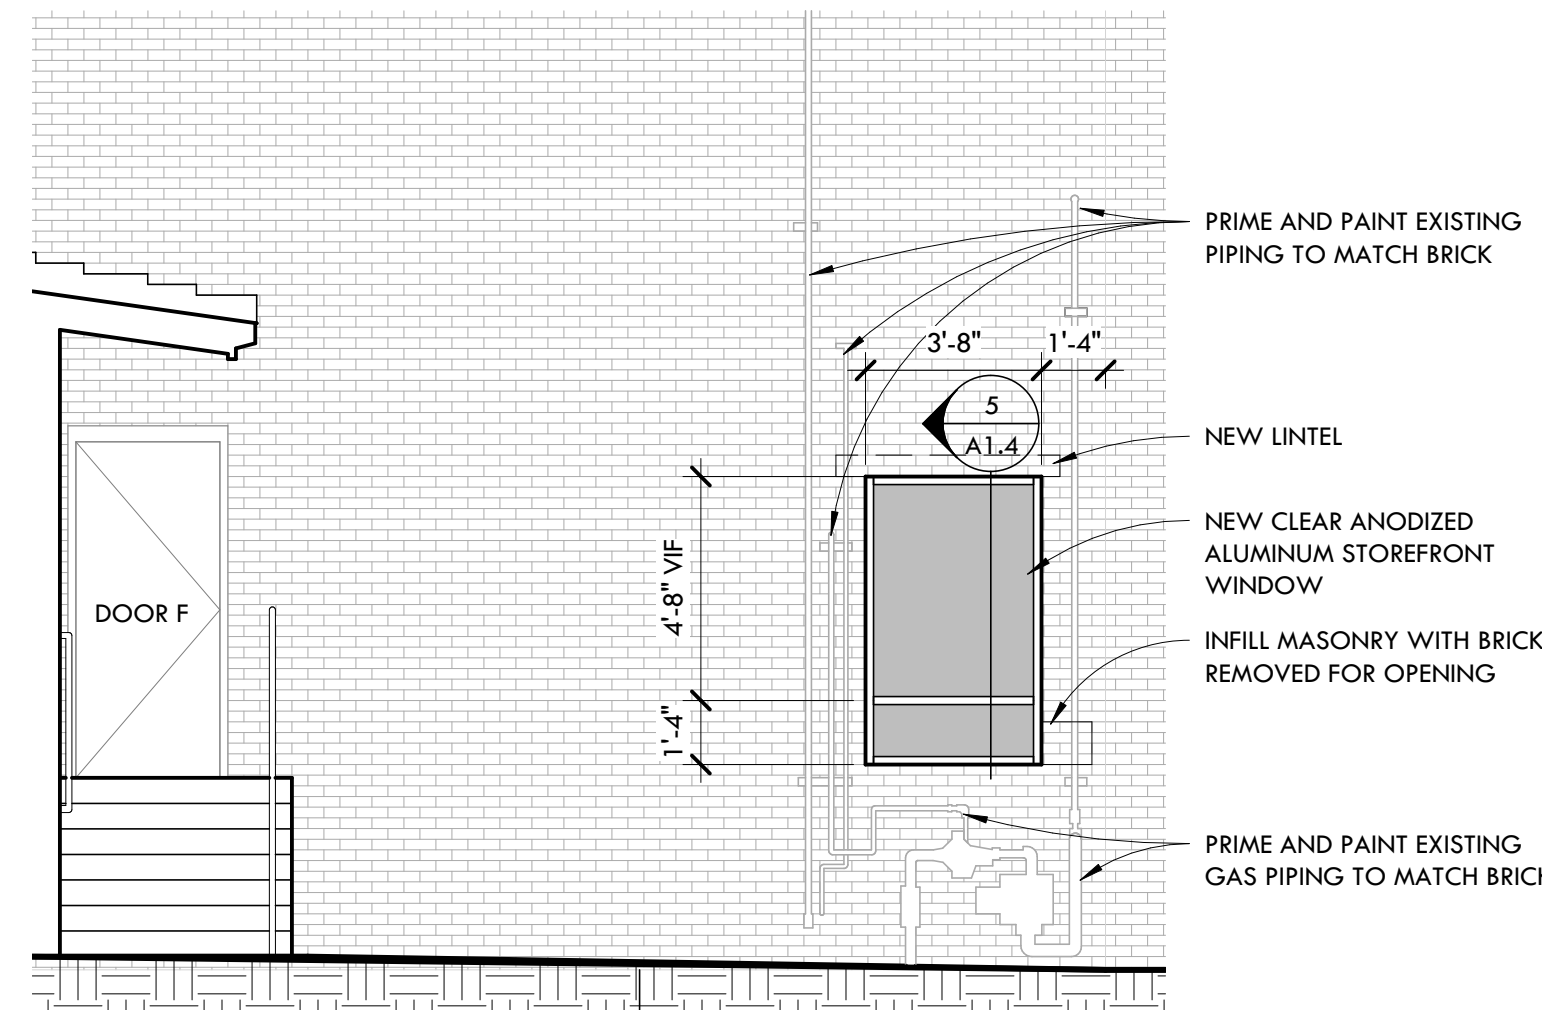 PRIME AND PAINT EXISTING
PIPING TO MATCH BRICK
3'-8"
1'-4"
5
A1.4
NEW LINTEL
NEW CLEAR ANODIZED
ALUMINUM STOREFRONT
WINDOW
4'-8" VIF
DOOR F
INFILL MASONRY WITH BRICK
REMOVED FOR OPENING
1'-4"
PRIME AND PAINT EXISTING
GAS PIPING TO MATCH BRICK